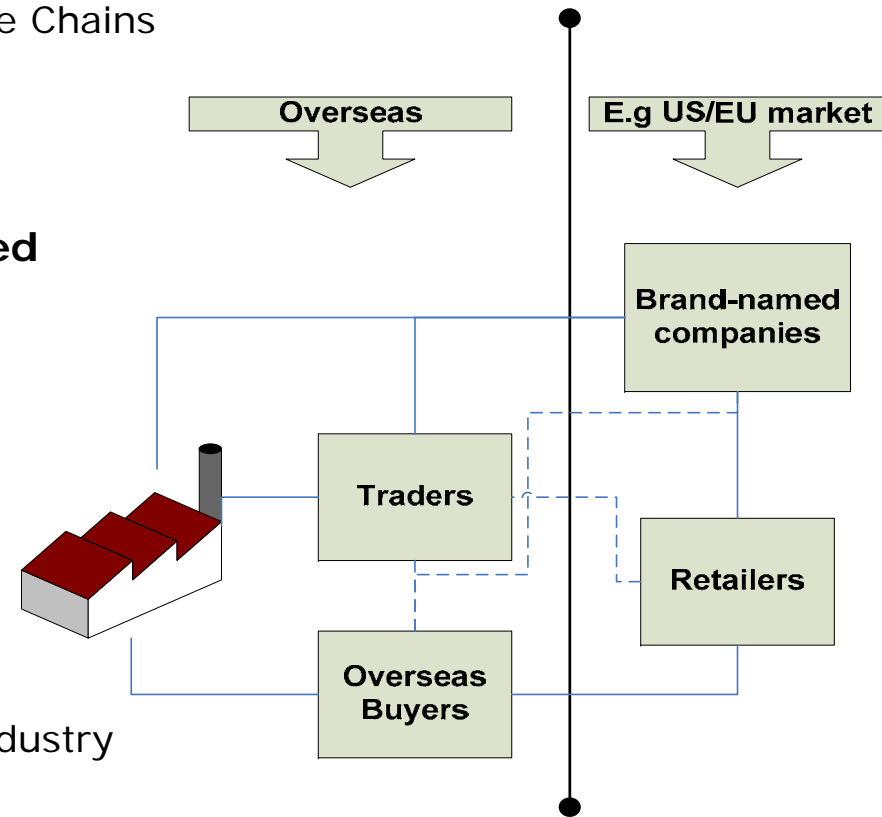 e Chains
Overseas
E.g US/EU market
ed
Brand-named
companies
Traders
Retailers
Overseas
Buyers
dustry